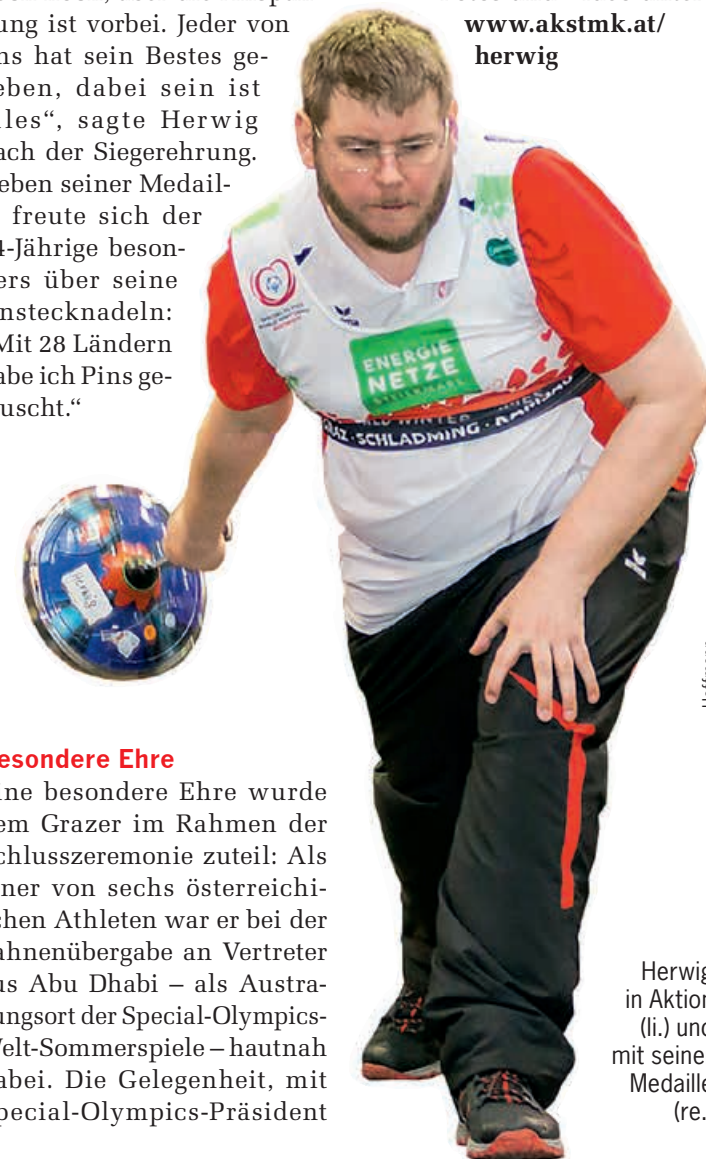 ung ist vorbei. Jeder von
ns hat sein Bestes ge-
eben, dabei sein ist
lles“, sagte Herwig
ach der Siegerehrung.
eben seiner Medail-
freute sich der
4-Jährige beson-
ers über seine
nstecknadeln:
Mit 28 Ländern
abe ich Pins ge-
uscht.“
www.akstmk.at/
herwig
ENERGIE
NETZE
SCHLADMING
Herwig
esondere Ehre
ine besondere Ehre wurde
em Grazer im Rahmen der
chlusszeremonie zuteil: Als
iner von sechs österreichi-
chen Athleten war er bei der
ahnenübergabe an Vertreter
us Abu Dhabi – als Austra-
ungsort der Special-Olympics-
Welt-Sommerspiele – hautnah
abei. Die Gelegenheit, mit
pecial-Olympics-Präsident
Herwig
in Aktion
(li.) und
mit seine
Medaille
(re.